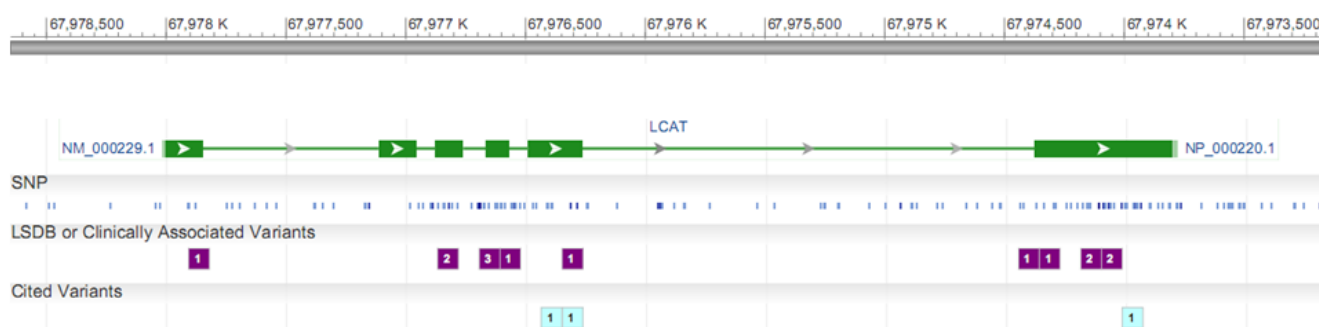 67,978,500 67,978 K 67,977,500 67,977 K 67,976,500 67,976 K 67,975,500 67,975 K 67,974,500 67,974 K 67,973,500
LCAT
NM_000229.1 NP_000220.1
SNP
LSDB or Clinically Associated Variants
1 2 3 1 1 1 1 2 2
Cited Variants
1 1 1